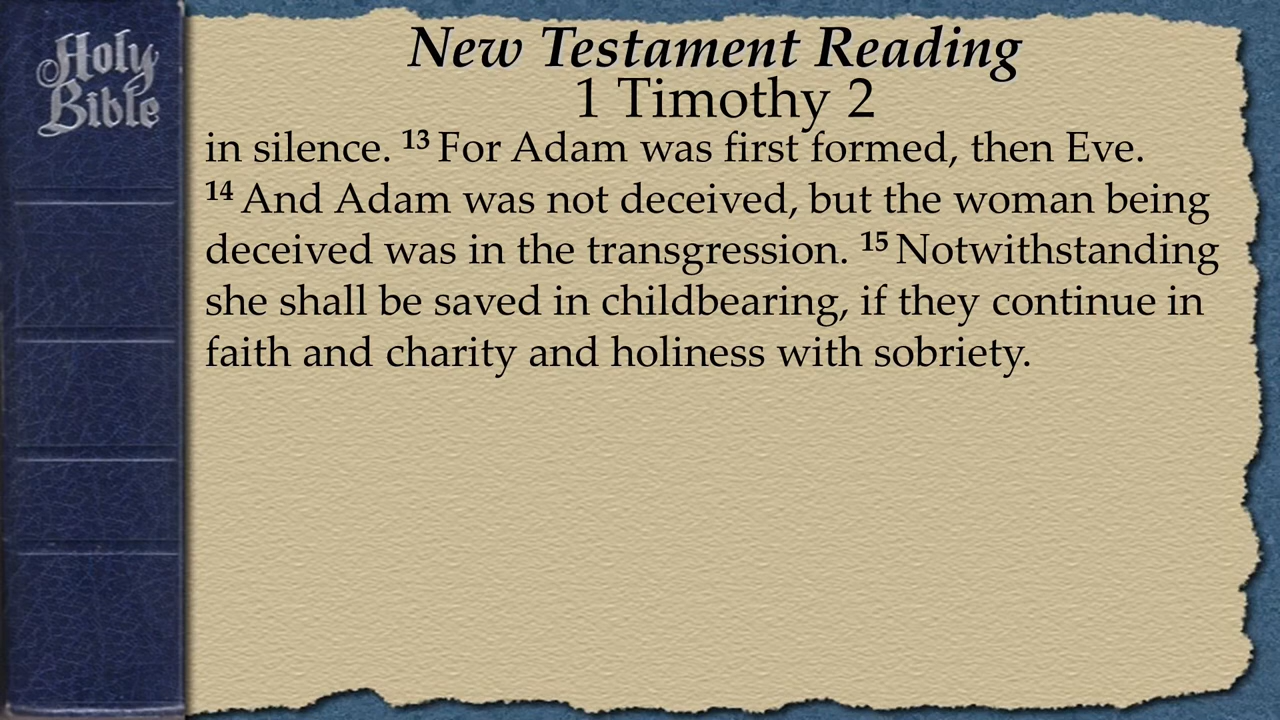 Holy
Bible
New Testament Reading
1 Timothy 2
in silence. 13 For Adam was first formed, then Eve.
14 And Adam was not deceived, but the woman being
deceived was in the transgression. 15 Notwithstanding
she shall be saved in childbearing, if they continue in
faith and charity and holiness with sobriety.